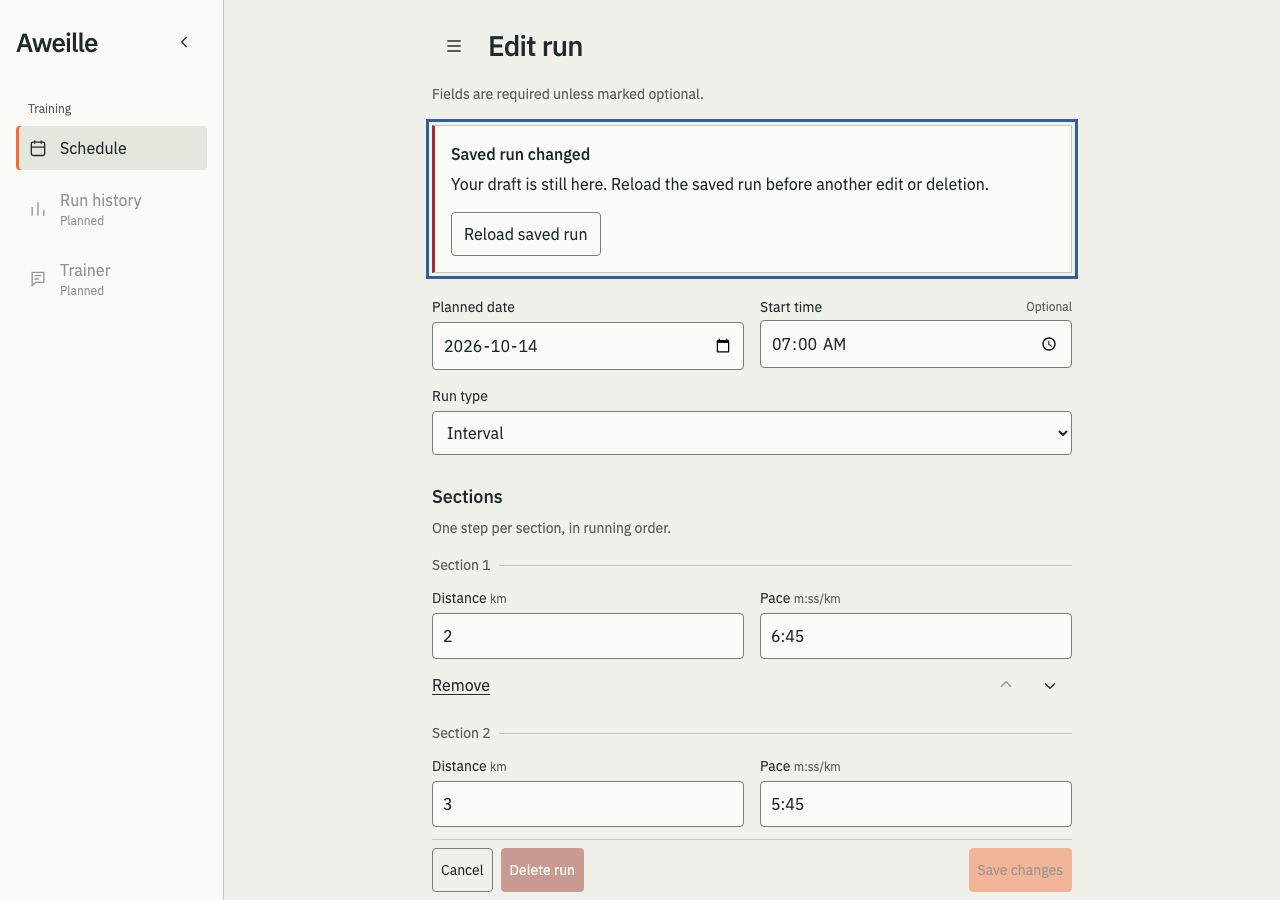 Aweille
Training
Schedule
Run history
Planned
Trainer
Planned
Edit run
Fields are required unless marked optional.
Saved run changed
Your draft is still here. Reload the saved run before another edit or deletion.
Reload saved run
Planned date
Start time Optional
2026-10-14
07:00 AM
Run type
Interval
Sections
One step per section, in running order.
Section 1
Distance km
Pace m:ss/km
2
6:45
Remove
Section 2
Distance km
Pace m:ss/km
3
5:45
Cancel
Delete run
Save changes